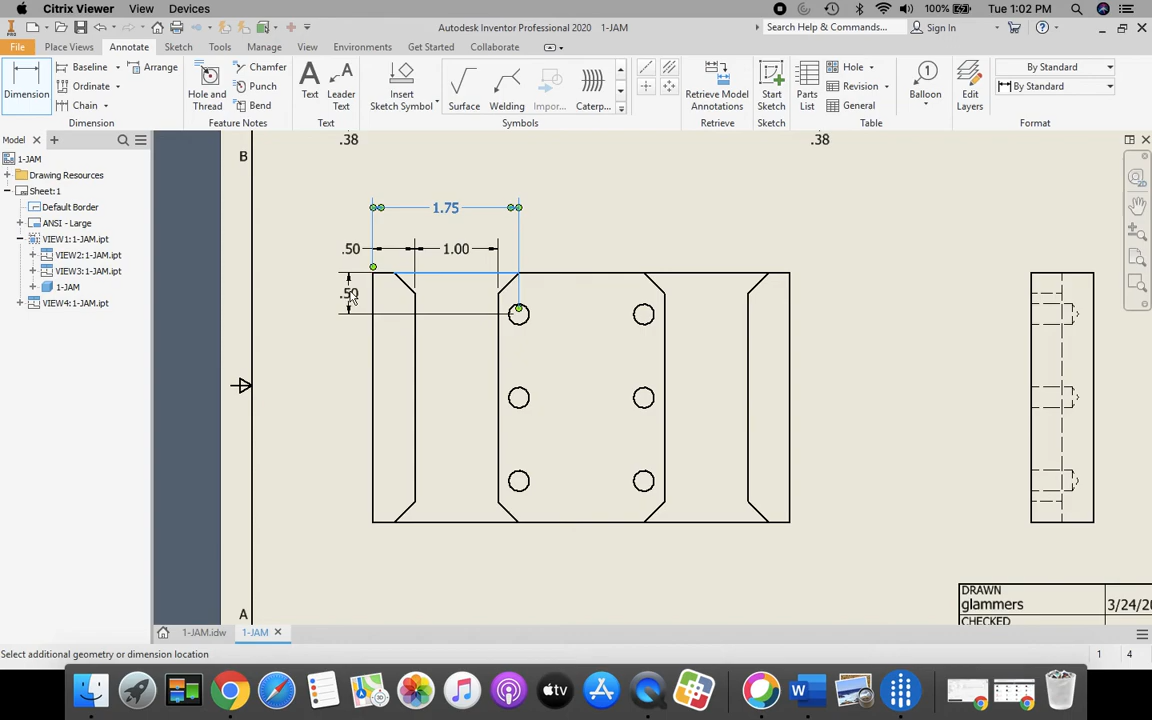 Citrix Viewer View Devices 100% Tue 1:02 PM
Autodesk Inventor Professional 2020 1-JAM Search Help & Commands... Sign In
File Place Views Annotate Sketch Tools Manage View Environments Get Started Collaborate
Dimension
Baseline
Ordinate
Chain
Arrange
Dimension
Hole and
Thread
Chamfer
Punch
Bend
Feature Notes
Text
Leader
Text
Text
Insert
Sketch Symbol
Surface
Welding
Impor...
Caterp...
Symbols
Retrieve Model
Annotations
Retrieve
Start
Sketch
Sketch
Parts
List
Hole
Revision
General
Table
Balloon
Edit
Layers
By Standard
By Standard
Format
Model
1-JAM
Drawing Resources
Sheet:1
Default Border
ANSI - Large
VIEW1:1-JAM.ipt
VIEW2:1-JAM.ipt
VIEW3:1-JAM.ipt
1-JAM
VIEW4:1-JAM.ipt
.38 .38
B
1.75
.50 1.00
.50
A
DRAWN
glammers 3/24/20
CHECKED
1-JAM.idw 1-JAM
Select additional geometry or dimension location 1 4
tv
W